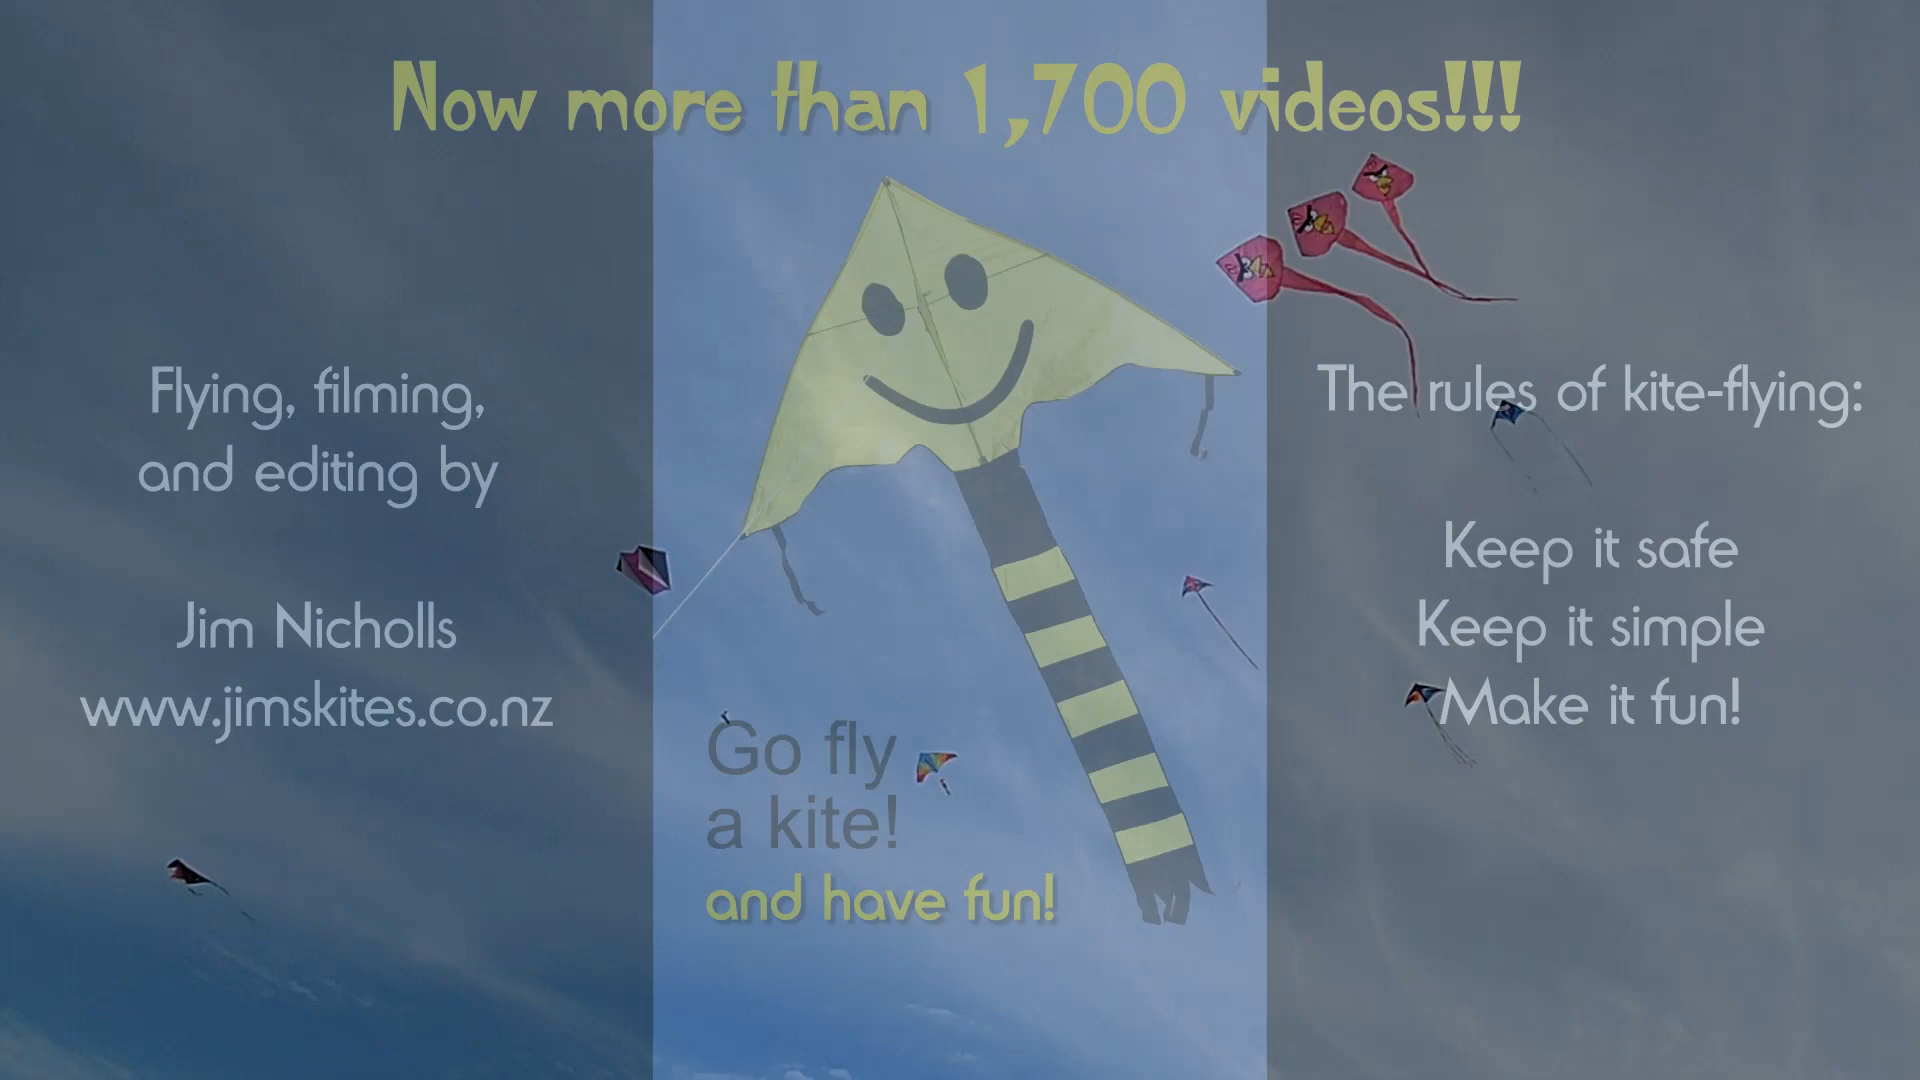 Now more than 1,700 videos!!!
Flying, filming,
and editing by
Jim Nicholls
www.jimskites.co.nz
Go fly
a kite!
and have fun!
The rules of kite-flying:
Keep it safe
Keep it simple
Make it fun!